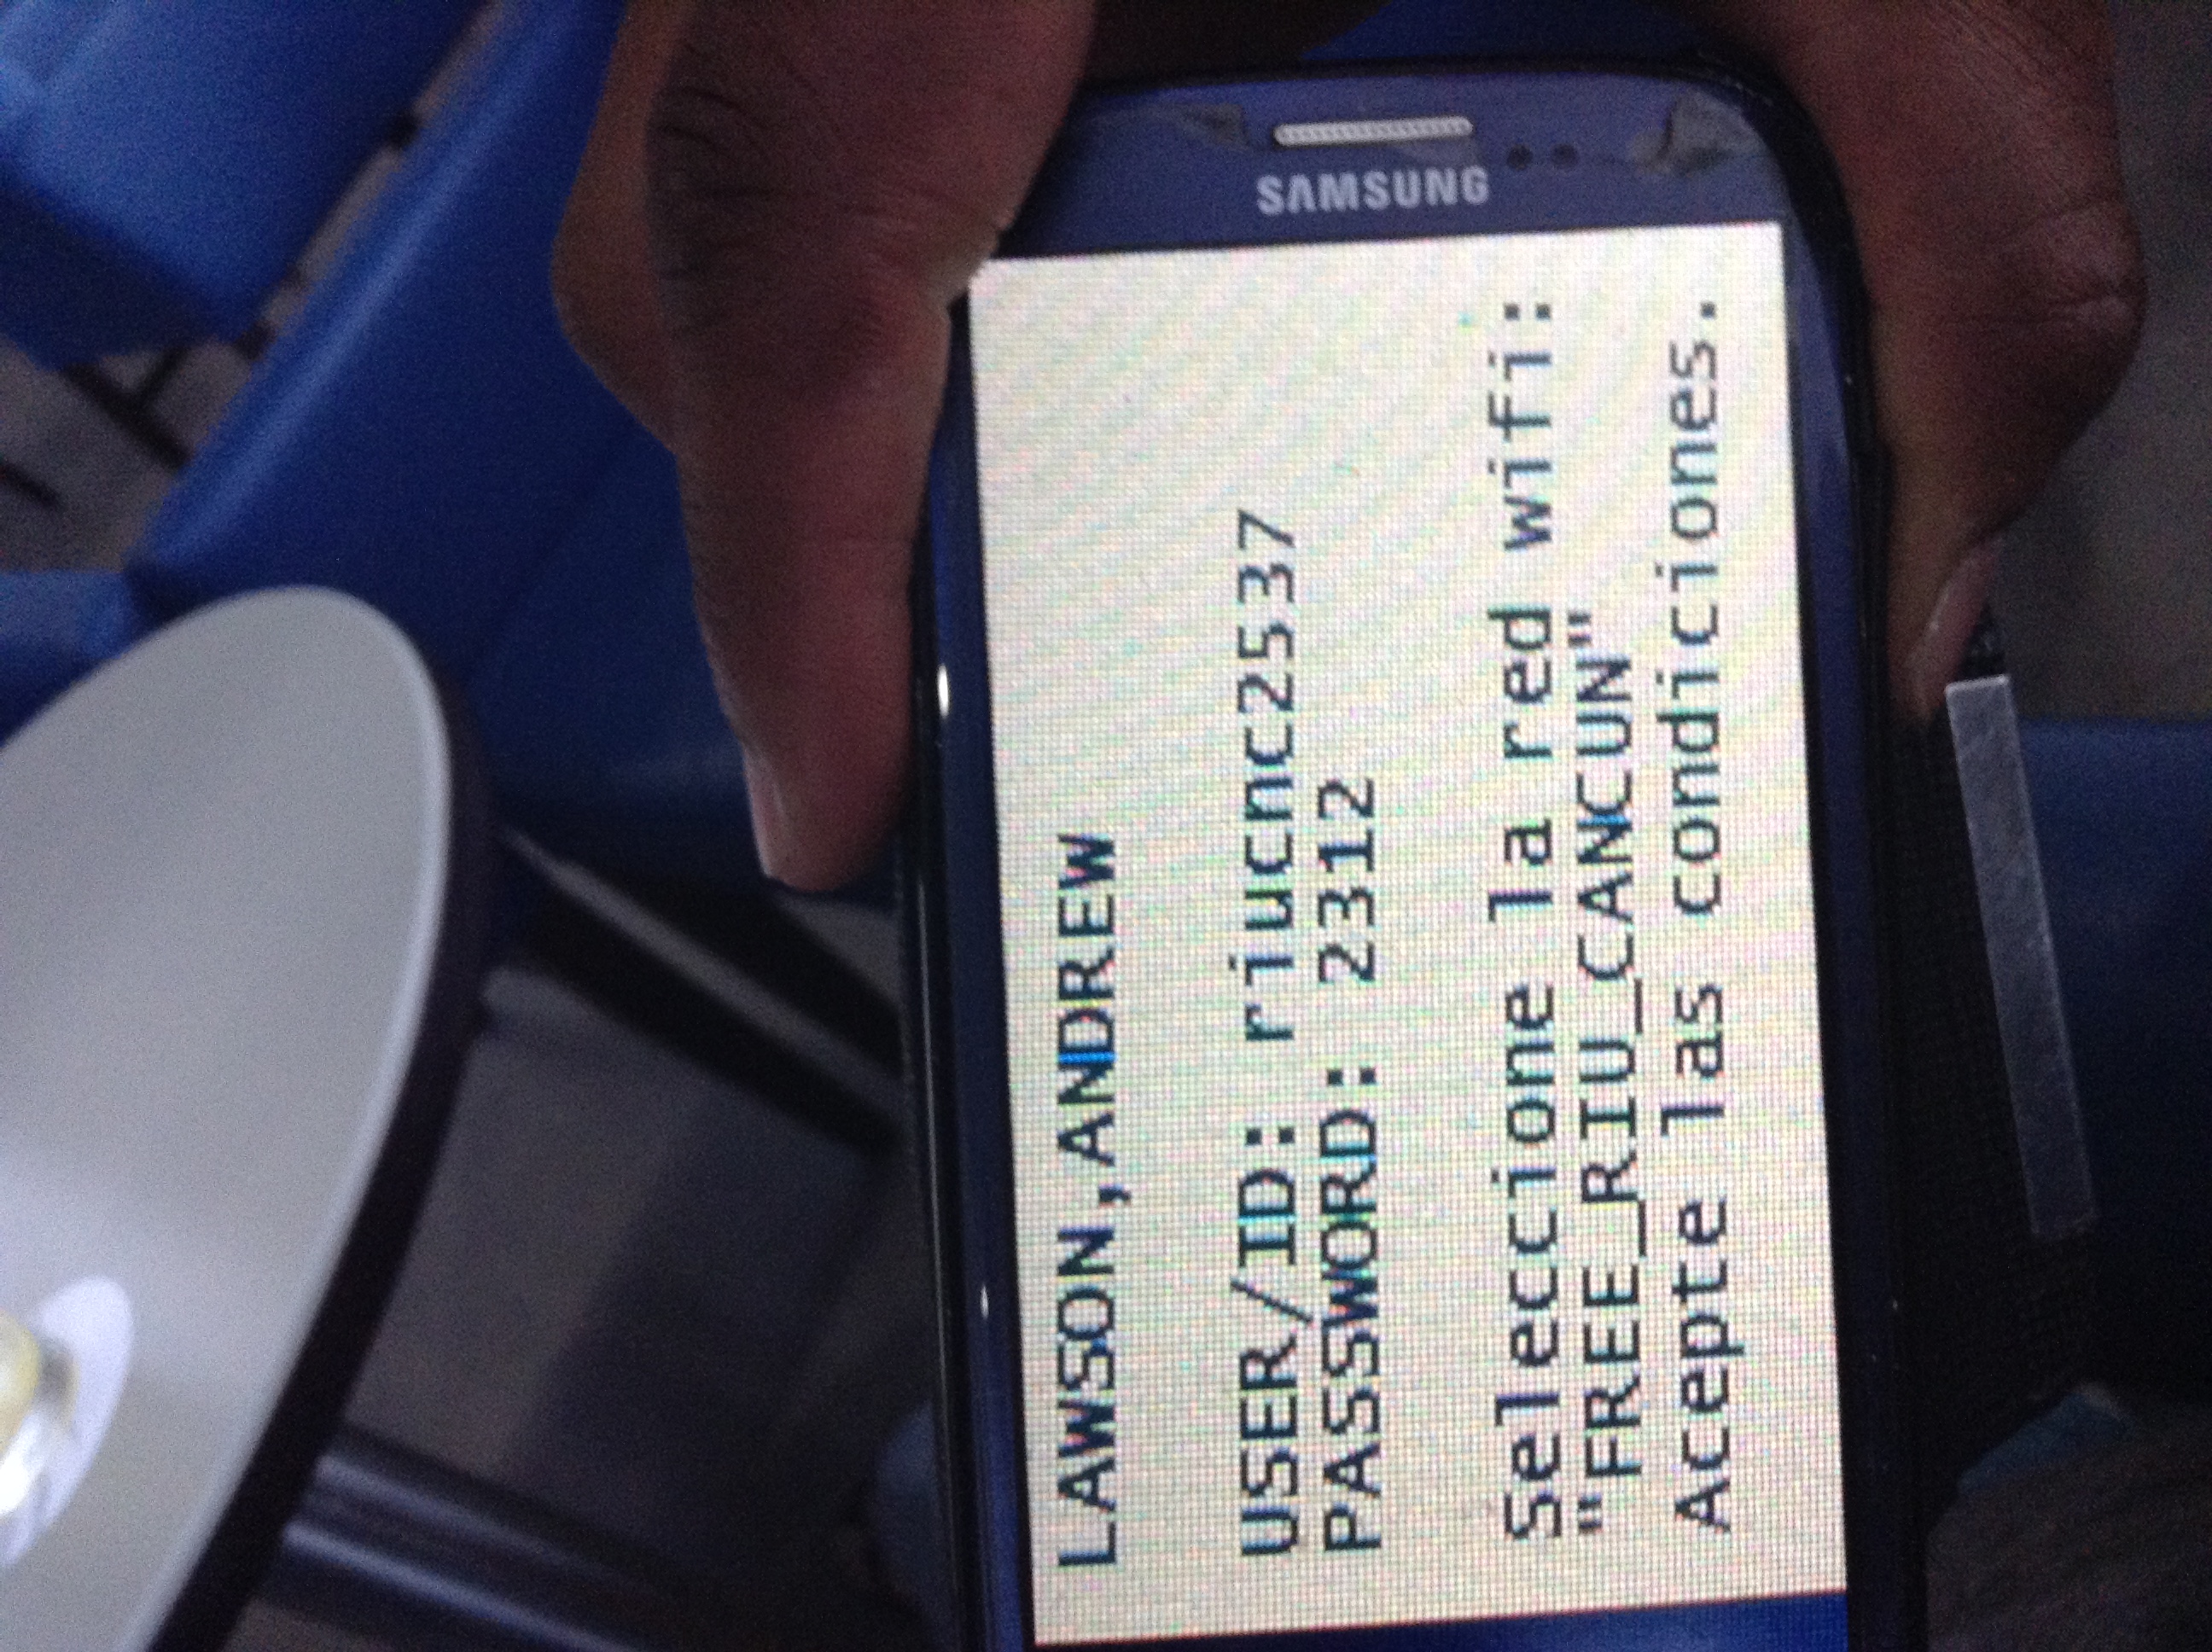 LAWSON,ANDREW
USER/ID: riucnc2537
PASSWORD: 2312
Seleccione la red wifi:
"FREE_RIU_CANCUN"
Acepte las condiciones.
SAMSUNG